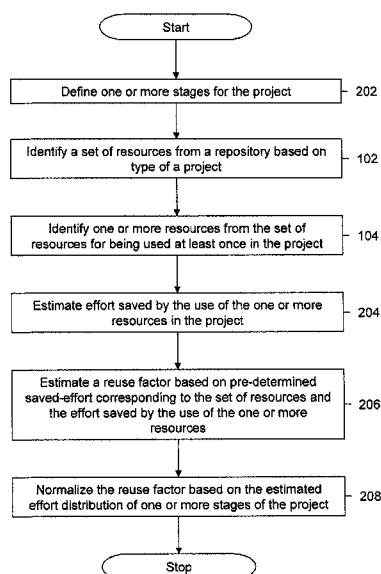 Start
Define one or more stages for the project
202
Identify a set of resources from a repository based on
type of a project
102
Identify one or more resources from the set of
resources for being used at least once in the project
104
Estimate effort saved by the use of the one or more
resources in the project
204
Estimate a reuse factor based on pre-determined
saved-effort corresponding to the set of resources and
the effort saved by the use of the one or more
resources
206
Normalize the reuse factor based on the estimated
effort distribution of one or more stages of the project
208
Stop